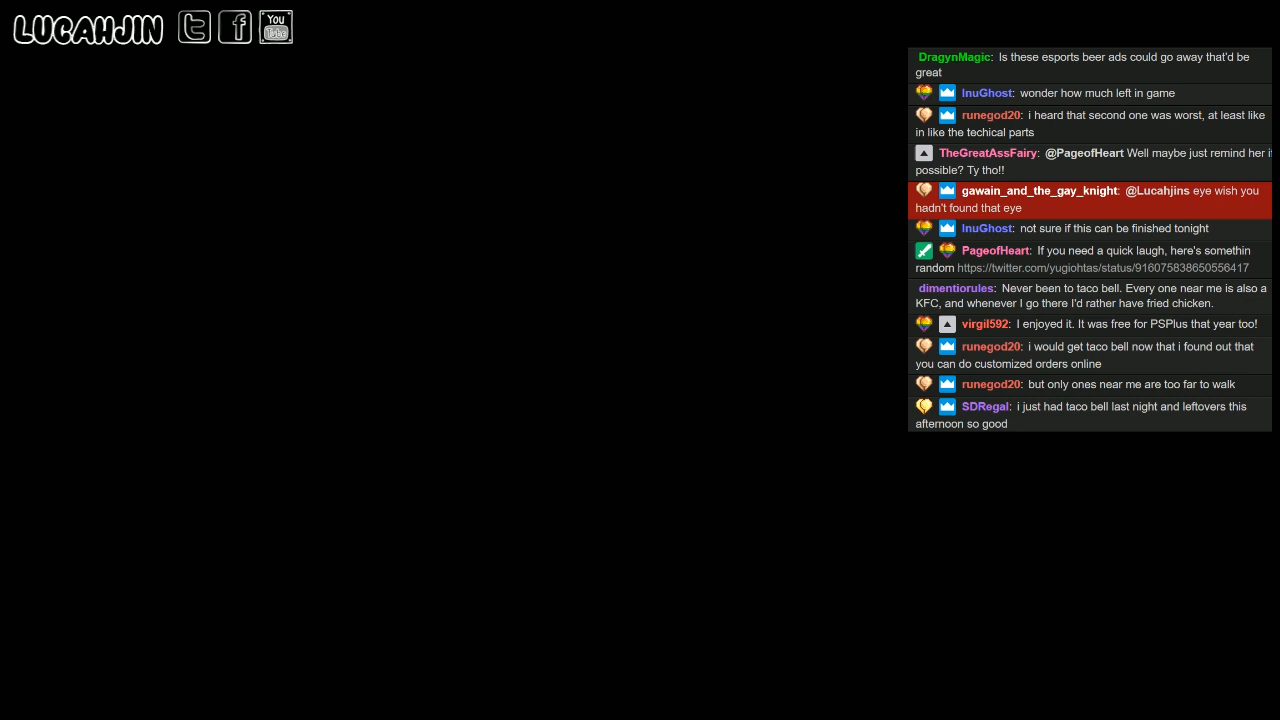 LUCAHJIN t f You Tube
DragynMagic: Is these esports beer ads could go away that'd be
great
InuGhost: wonder how much left in game
runegod20: i heard that second one was worst, at least like
in like the techical parts
TheGreatAssFairy: @PageofHeart Well maybe just remind her if
possible? Ty tho!!
gawain_and_the_gay_knight: @Lucahjins eye wish you
hadn't found that eye
InuGhost: not sure if this can be finished tonight
PageofHeart: If you need a quick laugh, here's somethin
random https://twitter.com/yugiohtas/status/916075838650556417
dimentiorules: Never been to taco bell. Every one near me is also a
KFC, and whenever I go there I'd rather have fried chicken.
virgil592: I enjoyed it. It was free for PSPlus that year too!
runegod20: i would get taco bell now that i found out that
you can do customized orders online
runegod20: but only ones near me are too far to walk
SDRegal: i just had taco bell last night and leftovers this
afternoon so good